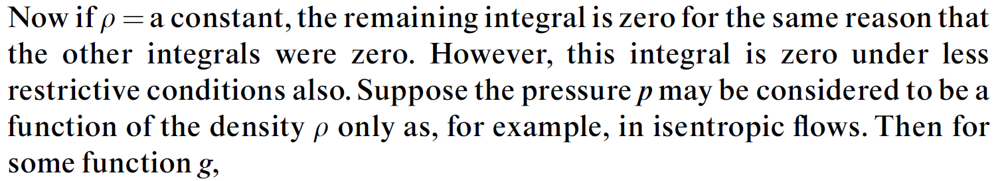 Now if ρ = a constant, the remaining integral is zero for the same reason that
the other integrals were zero. However, this integral is zero under less
restrictive conditions also. Suppose the pressure p may be considered to be a
function of the density ρ only as, for example, in isentropic flows. Then for
some function g,